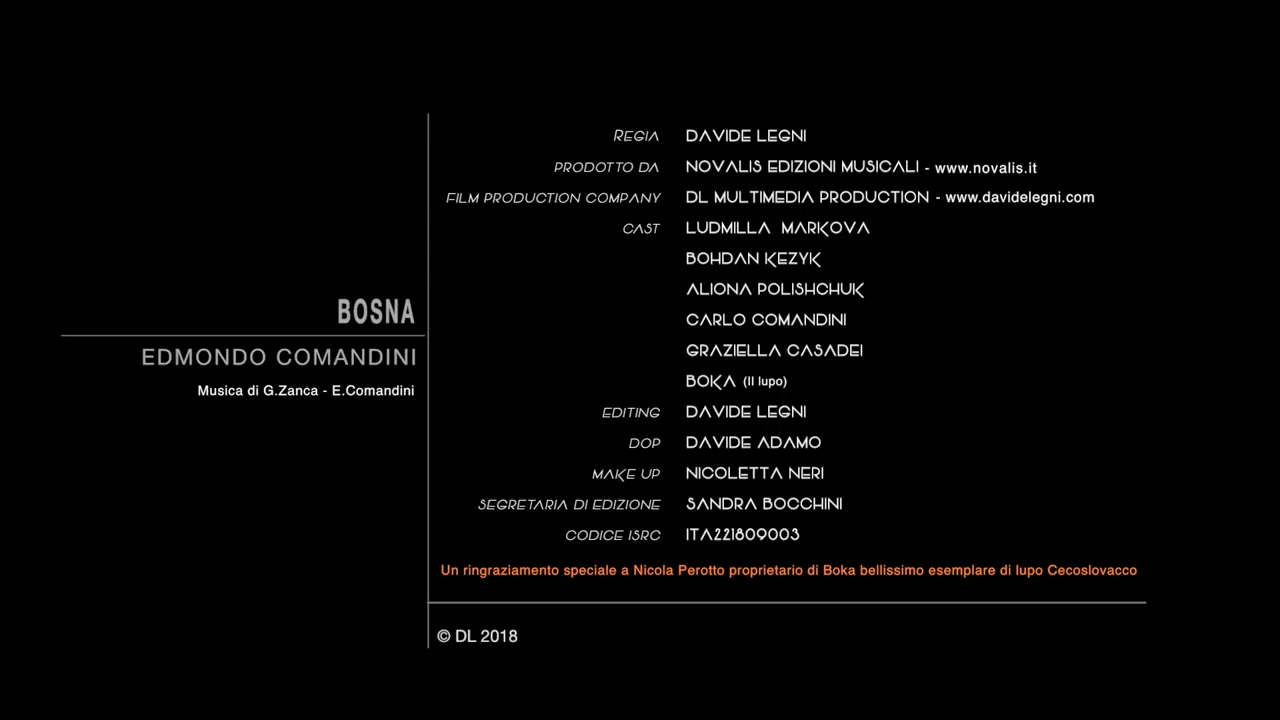 BOSNA
EDMONDO COMANDINI
Musica di G.Zanca - E.Comandini
REGIA DAVIDE LEGNI
PRODOTTO DA NOVALIS EDIZIONI MUSICALI - www.novalis.it
FILM PRODUCTION COMPANY DL MULTIMEDIA PRODUCTION - www.davidelegni.com
CAST LUDMILLA MARKOVA
BOHDAN KEZYK
ALIONA POLISHCHUK
CARLO COMANDINI
GRAZIELLA CASADEI
BOKA (Il lupo)
EDITING DAVIDE LEGNI
DOP DAVIDE ADAMO
MAKE UP NICOLETTA NERI
SEGRETARIA DI EDIZIONE SANDRA BOCCHINI
CODICE ISRC ITA221809003
Un ringraziamento speciale a Nicola Perotto proprietario di Boka bellissimo esemplare di lupo Cecoslovacco
© DL 2018